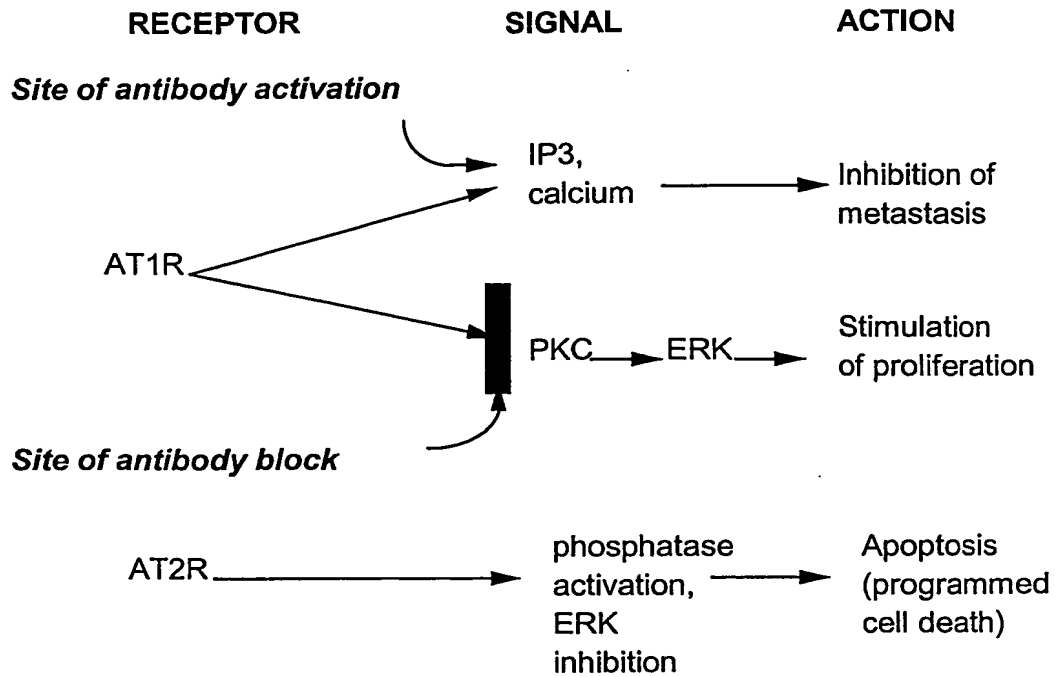 RECEPTOR SIGNAL ACTION
Site of antibody activation
IP3,
calcium
Inhibition of
metastasis
AT1R
PKC ERK
Stimulation
of proliferation
Site of antibody block
AT2R
phosphatase
activation,
ERK
inhibition
Apoptosis
(programmed
cell death)